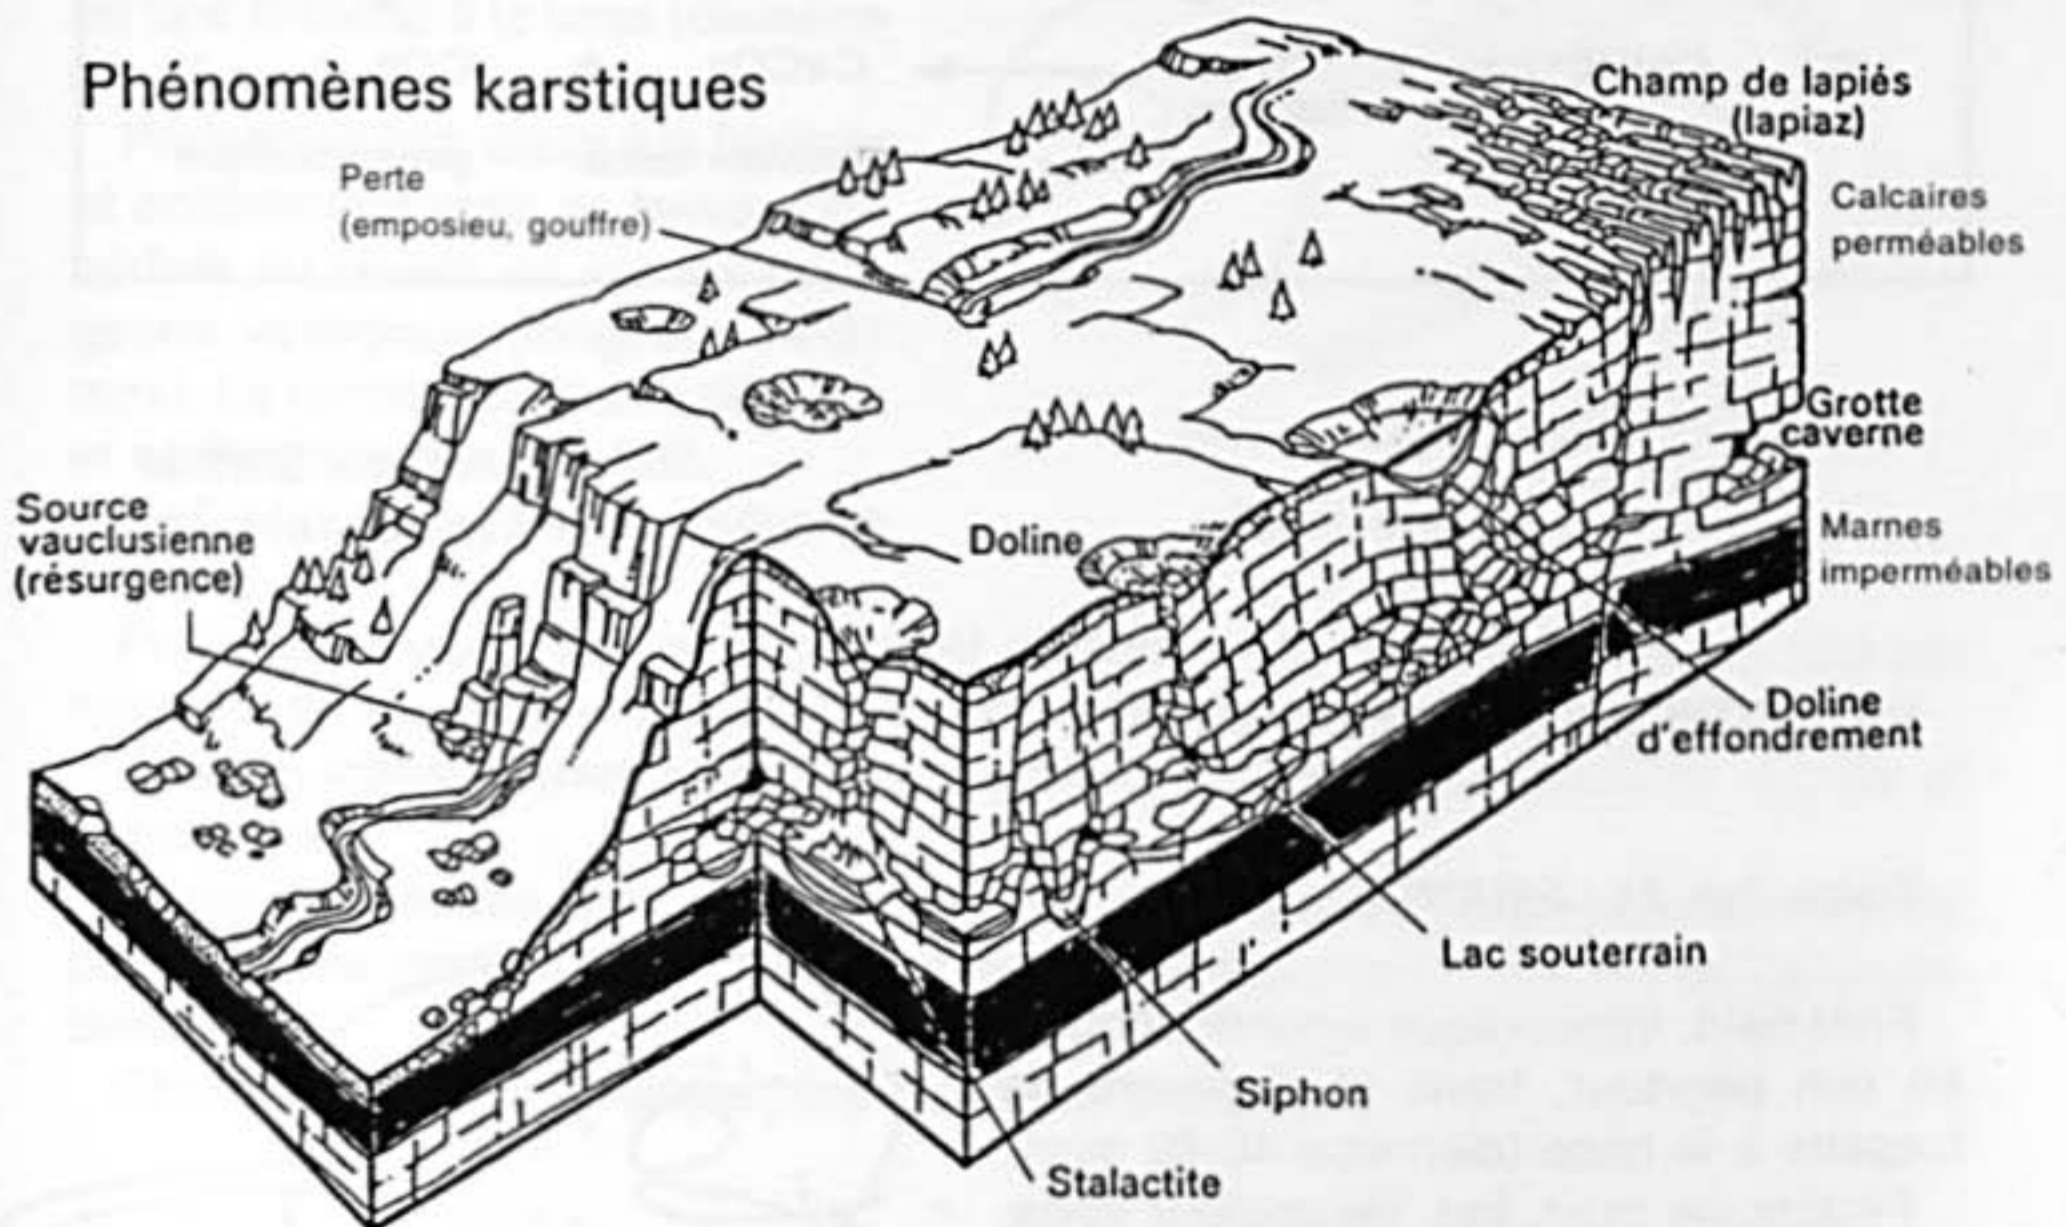 Phénomènes karstiques
Champ de lapiés
(lapiaz)
Perte
(emposieu, gouffre)
Calcaires
perméables
Grotte
caverne
Source
vauclusienne
(résurgence)
Doline
Marnes
imperméables
Doline
d'effondrement
Lac souterrain
Siphon
Stalactite